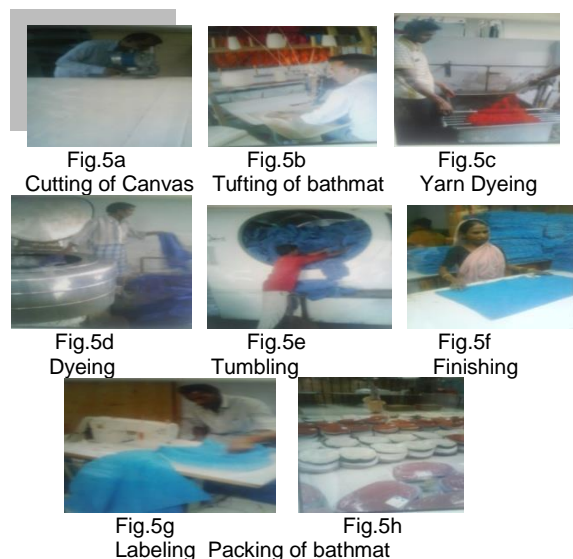 Fig.5a Fig.5b Fig.5c
Cutting of Canvas Tufting of bathmat Yarn Dyeing
Fig.5d Fig.5e Fig.5f
Dyeing Tumbling Finishing
Fig.5g Fig.5h
Labeling Packing of bathmat